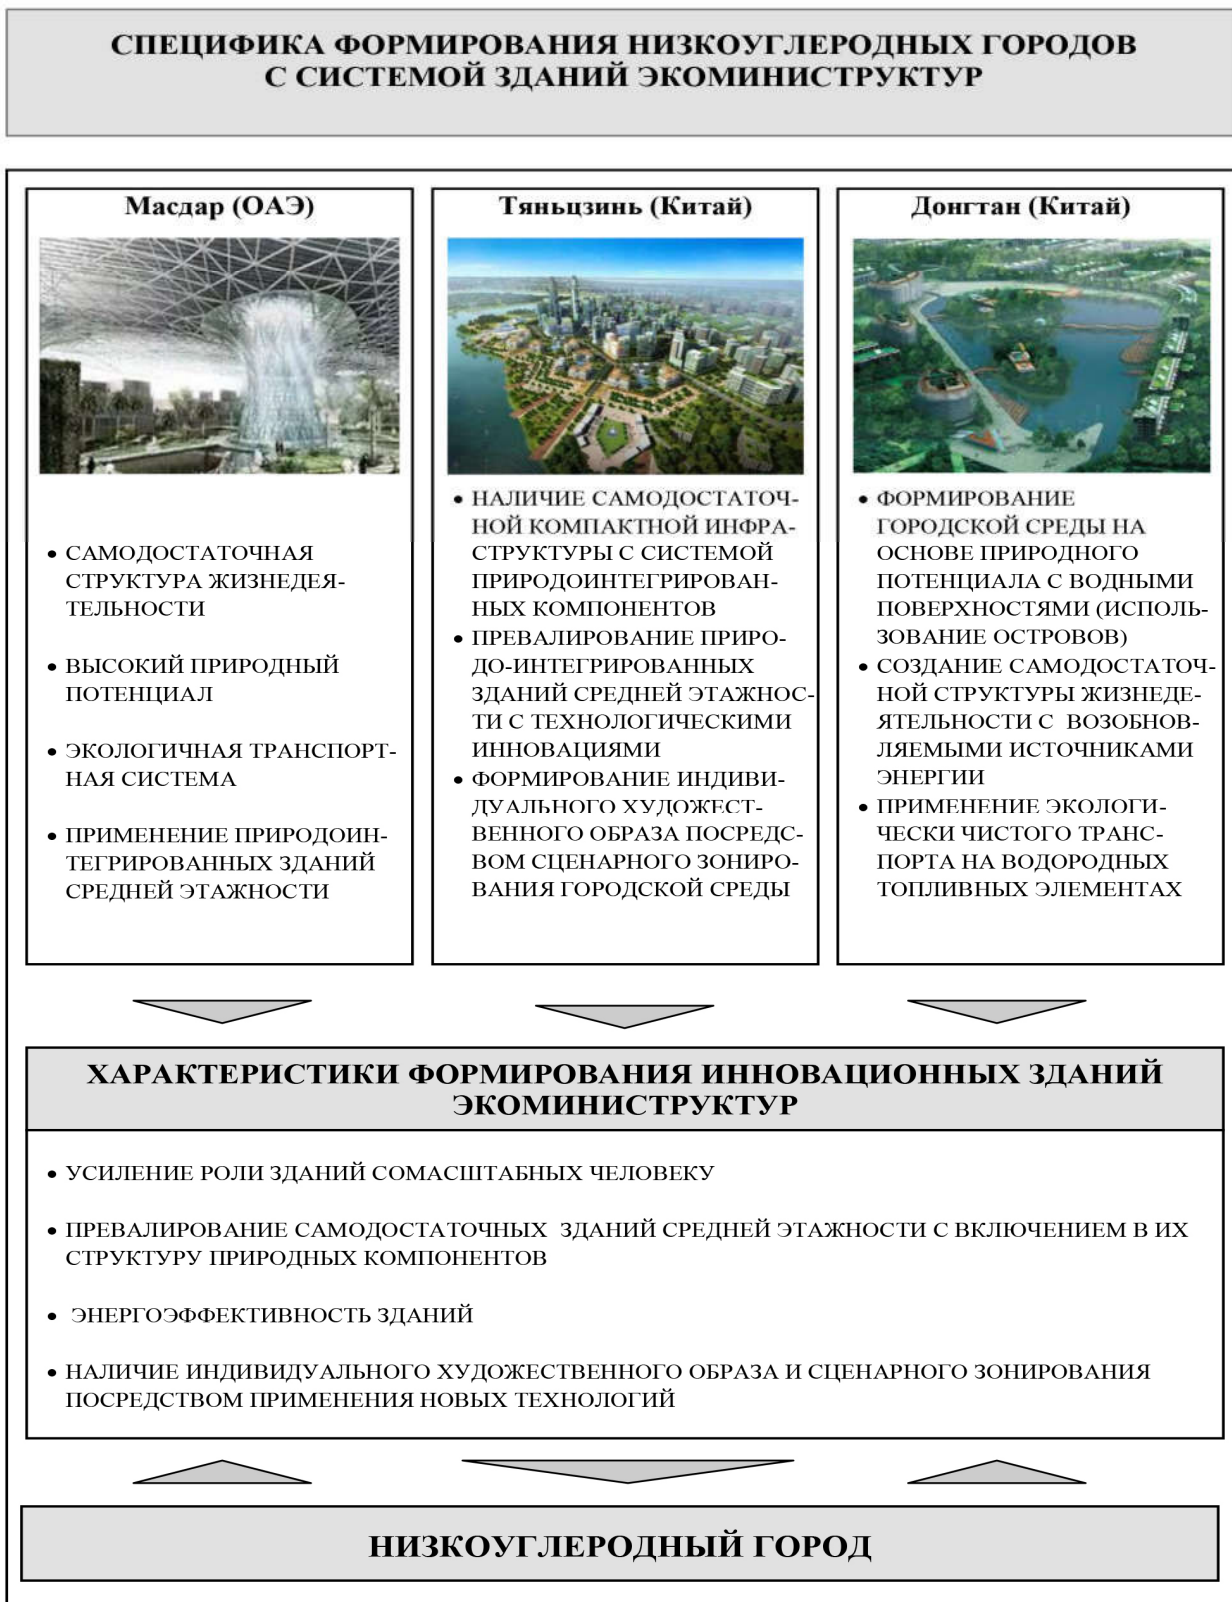 СПЕЦИФИКА ФОРМИРОВАНИЯ НИЗКОУГЛЕРОДНЫХ ГОРОДОВ
С СИСТЕМОЙ ЗДАНИЙ ЭКОМИНИСТРУКТУР
Масдар (ОАЭ)
• САМОДОСТАТОЧНАЯ
СТРУКТУРА ЖИЗНЕДЕЯ-
ТЕЛЬНОСТИ
• ВЫСОКИЙ ПРИРОДНЫЙ
ПОТЕНЦИАЛ
• ЭКОЛОГИЧНАЯ ТРАНСПОРТ-
НАЯ СИСТЕМА
• ПРИМЕНЕНИЕ ПРИРОДОИН-
ТЕГРИРОВАННЫХ ЗДАНИЙ
СРЕДНЕЙ ЭТАЖНОСТИ
Тяньцзинь (Китай)
• НАЛИЧИЕ САМОДОСТАТОЧ-
НОЙ КОМПАКТНОЙ ИНФРА-
СТРУКТУРЫ С СИСТЕМОЙ
ПРИРОДОИНТЕГРИРОВАН-
НЫХ КОМПОНЕНТОВ
• ПРЕВАЛИРОВАНИЕ ПРИРО-
ДО-ИНТЕГРИРОВАННЫХ
ЗДАНИЙ СРЕДНЕЙ ЭТАЖНОС-
ТИ С ТЕХНОЛОГИЧЕСКИМИ
ИННОВАЦИЯМИ
• ФОРМИРОВАНИЕ ИНДИВИ-
ДУАЛЬНОГО ХУДОЖЕСТ-
ВЕННОГО ОБРАЗА ПОСРЕДС-
ВОМ СЦЕНАРНОГО ЗОНИРО-
ВАНИЯ ГОРОДСКОЙ СРЕДЫ
Донгтан (Китай)
• ФОРМИРОВАНИЕ
ГОРОДСКОЙ СРЕДЫ НА
ОСНОВЕ ПРИРОДНОГО
ПОТЕНЦИАЛА С ВОДНЫМИ
ПОВЕРХНОСТЯМИ (ИСПОЛЬ-
ЗОВАНИЕ ОСТРОВОВ)
• СОЗДАНИЕ САМОДОСТАТОЧ-
НОЙ СТРУКТУРЫ ЖИЗНЕДЕ-
ЯТЕЛЬНОСТИ С ВОЗОБНОВ-
ЛЯЕМЫМИ ИСТОЧНИКАМИ
ЭНЕРГИИ
• ПРИМЕНЕНИЕ ЭКОЛОГИ-
ЧЕСКИ ЧИСТОГО ТРАНС-
ПОРТА НА ВОДОРОДНЫХ
ТОПЛИВНЫХ ЭЛЕМЕНТАХ
ХАРАКТЕРИСТИКИ ФОРМИРОВАНИЯ ИННОВАЦИОННЫХ ЗДАНИЙ
ЭКОМИНИСТРУКТУР
• УСИЛЕНИЕ РОЛИ ЗДАНИЙ СОМАСШТАБНЫХ ЧЕЛОВЕКУ
• ПРЕВАЛИРОВАНИЕ САМОДОСТАТОЧНЫХ ЗДАНИЙ СРЕДНЕЙ ЭТАЖНОСТИ С ВКЛЮЧЕНИЕМ В ИХ
СТРУКТУРУ ПРИРОДНЫХ КОМПОНЕНТОВ
• ЭНЕРГОЭФФЕКТИВНОСТЬ ЗДАНИЙ
• НАЛИЧИЕ ИНДИВИДУАЛЬНОГО ХУДОЖЕСТВЕННОГО ОБРАЗА И СЦЕНАРНОГО ЗОНИРОВАНИЯ
ПОСРЕДСТВОМ ПРИМЕНЕНИЯ НОВЫХ ТЕХНОЛОГИЙ
НИЗКОУГЛЕРОДНЫЙ ГОРОД